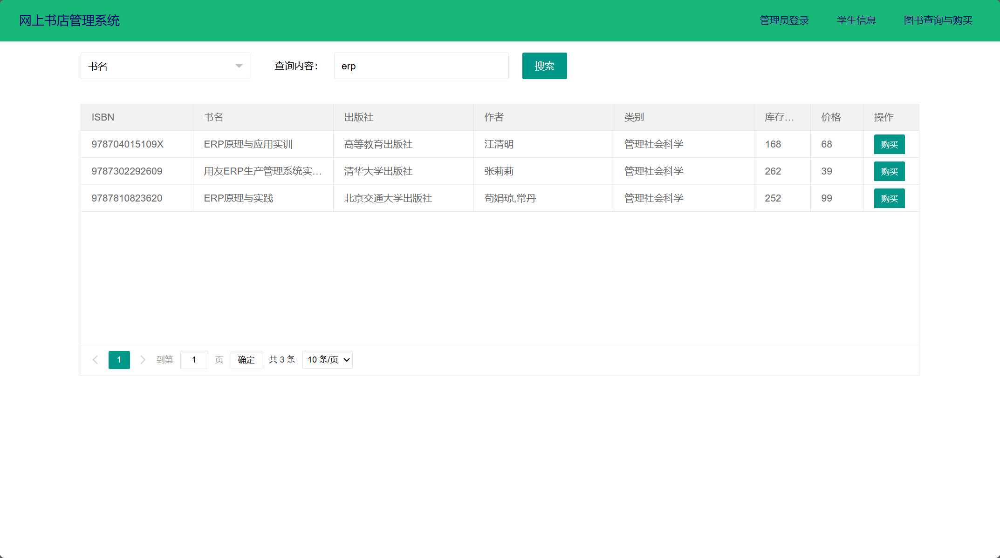 网上书店管理系统 管理员登录 学生信息 图书查询与购买
书名 查询内容： erp 搜索
ISBN 书名 出版社 作者 类别 库存... 价格 操作
978704015109X ERP原理与应用实训 高等教育出版社 汪清明 管理社会科学 168 68 购买
9787302292609 用友ERP生产管理系统实... 清华大学出版社 张莉莉 管理社会科学 262 39 购买
9787810823620 ERP原理与实践 北京交通大学出版社 苟娟琼,常丹 管理社会科学 252 99 购买
1 到第 1 页 确定 共 3 条 10 条/页